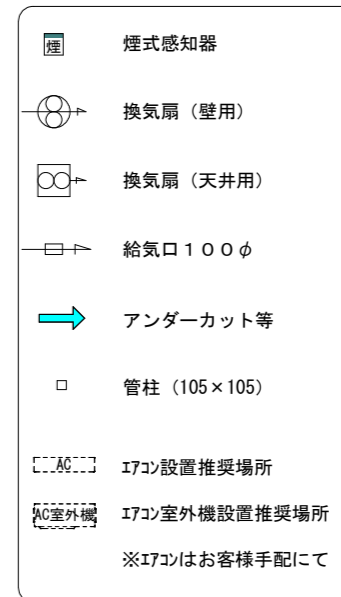 煙 煙式感知器
換気扇（壁用）
換気扇（天井用）
給気口１００φ
アンダーカット等
管柱（105×105）
AC ｴｱｺﾝ設置推奨場所
AC室外機 ｴｱｺﾝ室外機設置推奨場所
※ｴｱｺﾝはお客様手配にて